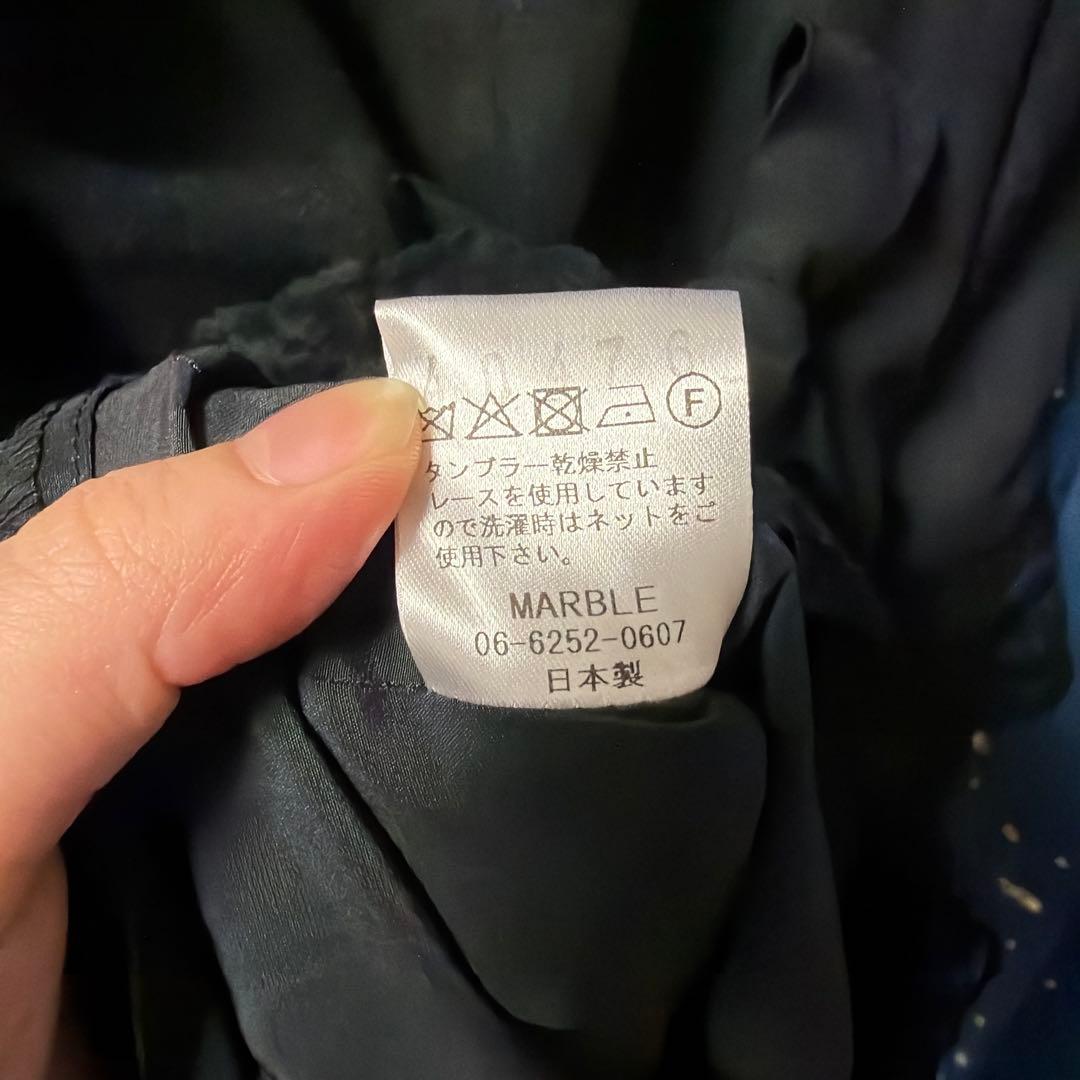 F
タンブラー乾燥禁止
レースを使用しています
ので洗濯時はネットをご
使用下さい。
MARBLE
06-6252-0607
日本製